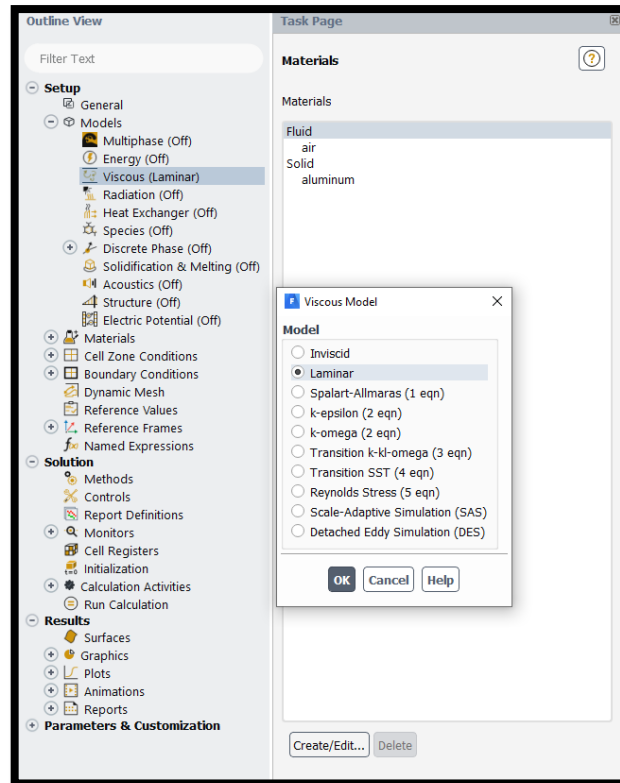 Outline View
Filter Text
Setup
General
Models
Multiphase (Off)
Energy (Off)
Viscous (Laminar)
Radiation (Off)
Heat Exchanger (Off)
Species (Off)
Discrete Phase (Off)
Solidification & Melting (Off)
Acoustics (Off)
Structure (Off)
Electric Potential (Off)
Materials
Cell Zone Conditions
Boundary Conditions
Dynamic Mesh
Reference Values
Reference Frames
Named Expressions
Solution
Methods
Controls
Report Definitions
Monitors
Cell Registers
Initialization
Calculation Activities
Run Calculation
Results
Surfaces
Graphics
Plots
Animations
Reports
Parameters & Customization
Task Page
Materials
Materials
Fluid
air
Solid
aluminum
Viscous Model
Model
Inviscid
Laminar
Spalart-Allmaras (1 eqn)
k-epsilon (2 eqn)
k-omega (2 eqn)
Transition k-kl-omega (3 eqn)
Transition SST (4 eqn)
Reynolds Stress (5 eqn)
Scale-Adaptive Simulation (SAS)
Detached Eddy Simulation (DES)
OK Cancel Help
Create/Edit... Delete